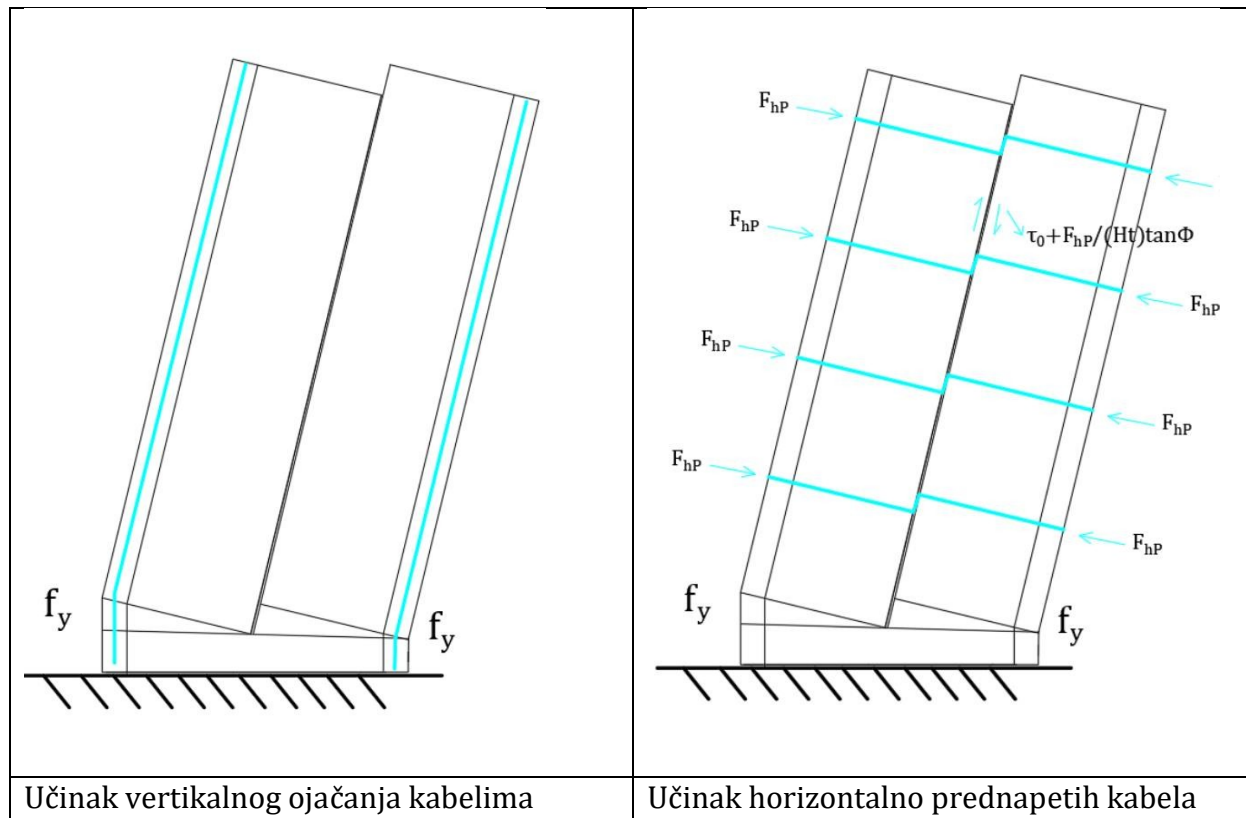 f_y
f_y
F_hP
F_hP
τ₀+F_hP/(Ht)tanΦ
F_hP
F_hP
F_hP
F_hP
F_hP
f_y
f_y
Učinak vertikalnog ojačanja kabelima
Učinak horizontalno prednapetih kabela